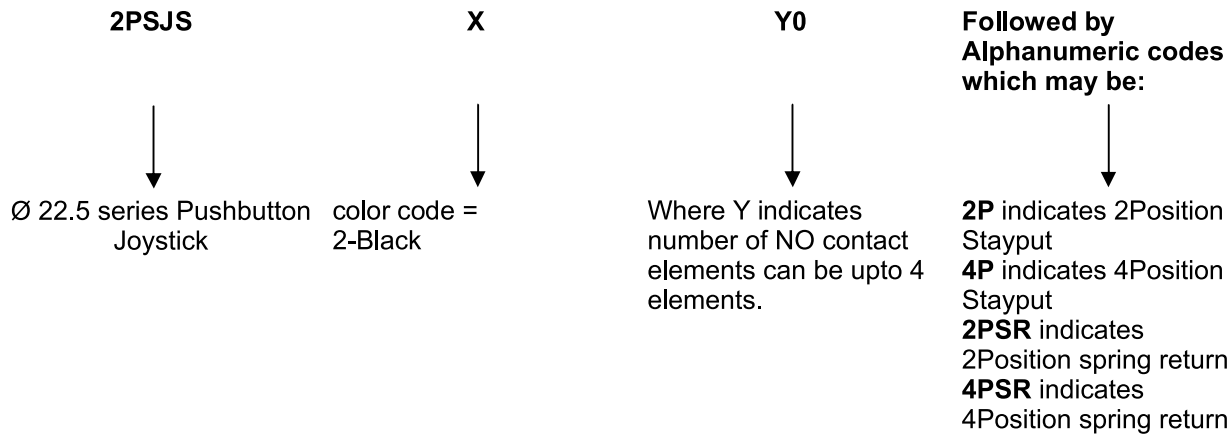 2PSJS
X
Y0
Followed by
Alphanumeric codes
which may be:
Ø 22.5 series Pushbutton
Joystick
color code =
2-Black
Where Y indicates
number of NO contact
elements can be upto 4
elements.
2P indicates 2Position
Stayput
4P indicates 4Position
Stayput
2PSR indicates
2Position spring return
4PSR indicates
4Position spring return